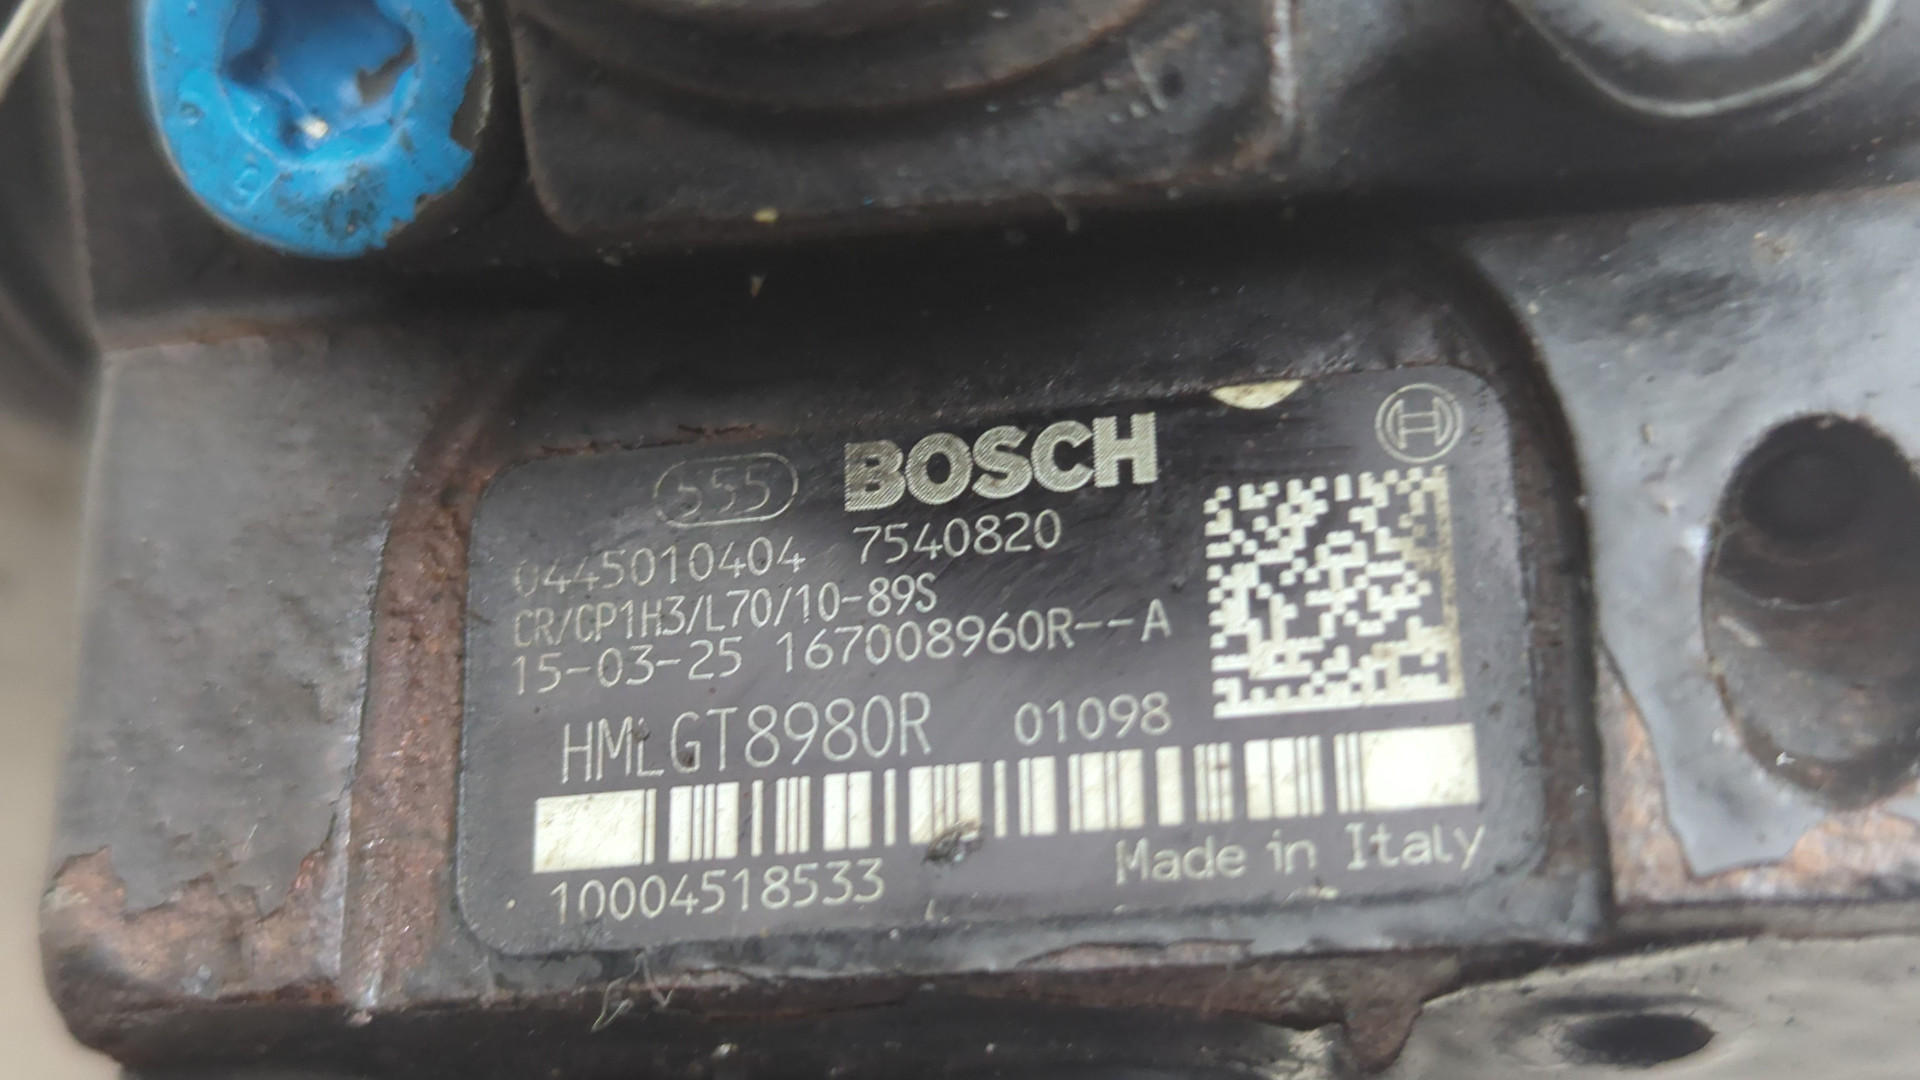 555 BOSCH
0445010404 7540820
CR/CP1H3/L70/10-89S
15-03-25 167008960R--A
HMLGT8980R 01098
10004518533 Made in Italy